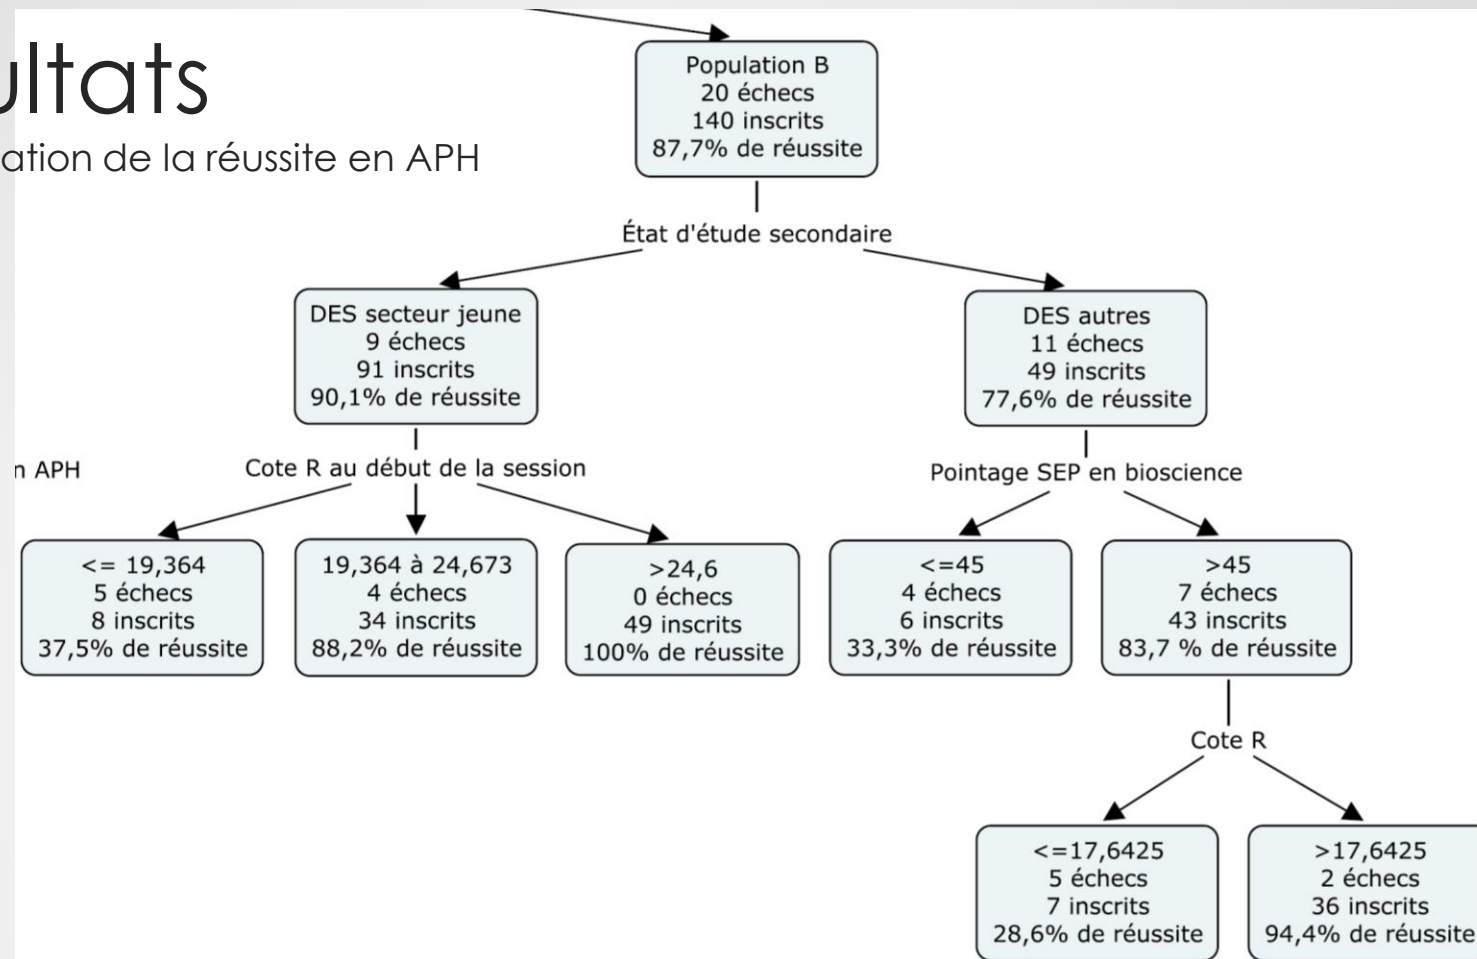 ultats
ation de la réussite en APH
Population B
20 échecs
140 inscrits
87,7% de réussite
État d'étude secondaire
DES secteur jeune
9 échecs
91 inscrits
90,1% de réussite
DES autres
11 échecs
49 inscrits
77,6% de réussite
n APH
Cote R au début de la session
Pointage SEP en bioscience
<= 19,364
5 échecs
8 inscrits
37,5% de réussite
19,364 à 24,673
4 échecs
34 inscrits
88,2% de réussite
>24,6
0 échecs
49 inscrits
100% de réussite
<=45
4 échecs
6 inscrits
33,3% de réussite
>45
7 échecs
43 inscrits
83,7 % de réussite
Cote R
<=17,6425
5 échecs
7 inscrits
28,6% de réussite
>17,6425
2 échecs
36 inscrits
94,4% de réussite